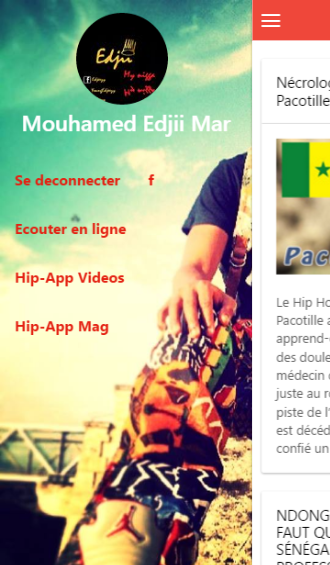 Edjii
My nigga
Mouhamed Edjii Mar
Se deconnecter f
Ecouter en ligne
Hip-App Videos
Hip-App Mag
Nécrolog
Pacotille
Pac
Le Hip Ho
Pacotille a
apprend-
des doule
médecin
juste au r
piste de l'
est décéd
confié un
NDONG
FAUT QU
SÉNÉGA
PROFESS